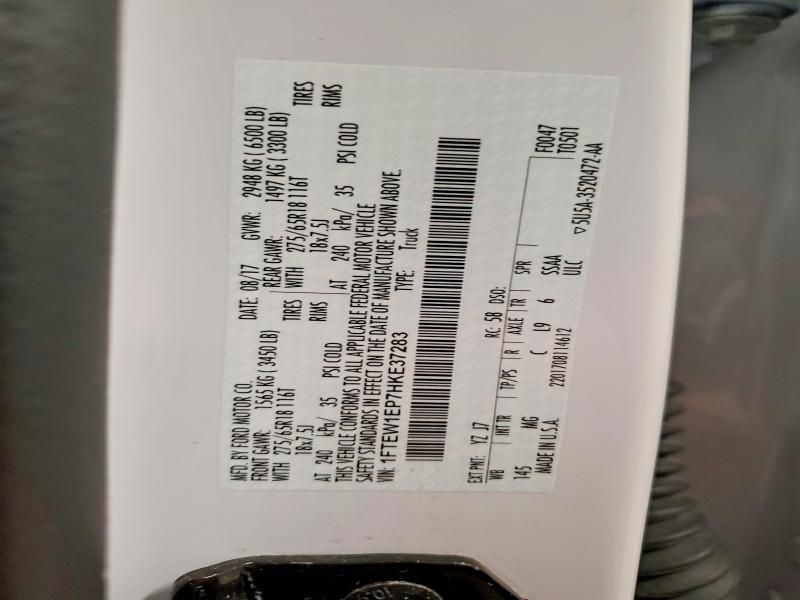 MFD. BY FORD MOTOR CO. DATE: 08/17 GVWR: 2948 KG ( 6500 LB)
FRONT GAWR: 1565 KG ( 3450 LB) REAR GAWR: 1497 KG ( 3300 LB)
WITH 275/65R18 116T TIRES WITH 275/65R18 116T TIRES
18x7.5J RIMS 18x7.5J RIMS
AT 240 kPa/ 35 PSI COLD AT 240 kPa/ 35 PSI COLD
THIS VEHICLE CONFORMS TO ALL APPLICABLE FEDERAL MOTOR VEHICLE
SAFETY STANDARDS IN EFFECT ON THE DATE OF MANUFACTURE SHOWN ABOVE.
VIN: 1FTEW1EP7HKE37283 TYPE: Truck
EXT PNT: YZ 17 RC: 58 DSO: F0047
WB INT TR TP/PS R AXLE TR SPR T0501
145 MG C L9 6 SSAA
MADE IN U.S.A. 2201708114612 ULC ▽5U5A-3520472-AA